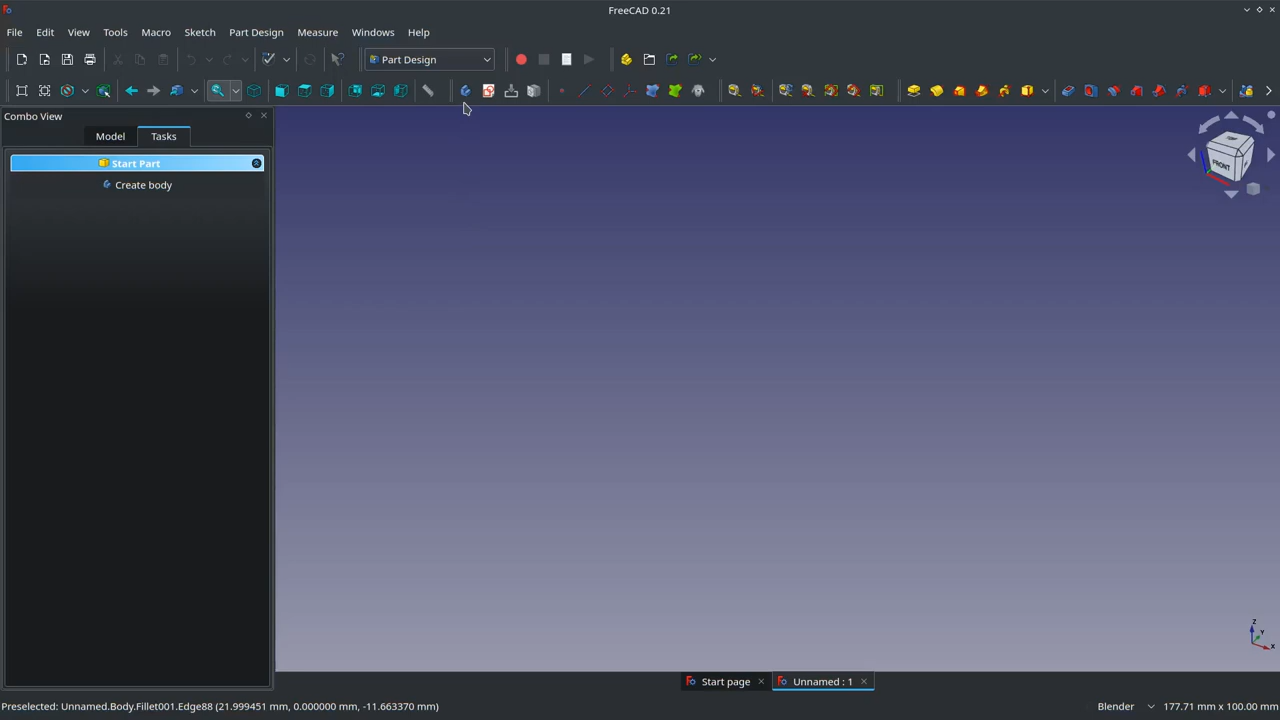 FreeCAD 0.21
File Edit View Tools Macro Sketch Part Design Measure Windows Help
Part Design
Combo View
Model Tasks
Start Part
Create body
FRONT
Z
Y
X
Start page Unnamed : 1
Preselected: Unnamed.Body.Fillet001.Edge88 (21.999451 mm, 0.000000 mm, -11.663370 mm) Blender 177.71 mm x 100.00 mm